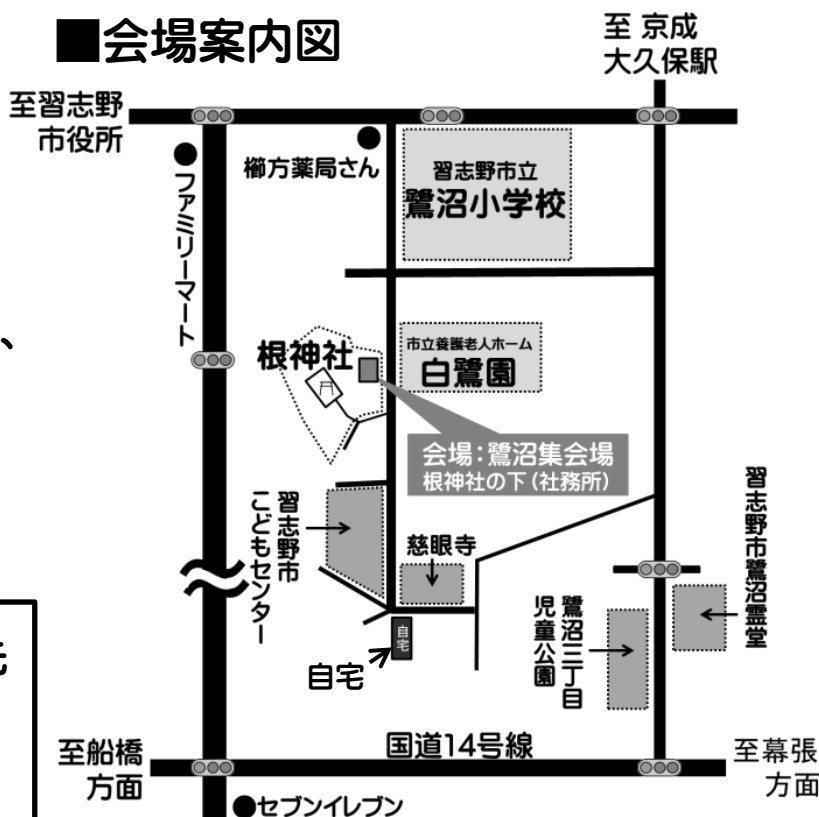 ■会場案内図
至 京成
大久保駅
至習志野
市役所
櫛方薬局さん
習志野市立
鷺沼小学校
ファミリーマート
、
根神社
市立養護老人ホーム
白鷺園
会場：鷺沼集会場
根神社の下（社務所）
習志野市
こどもセンター
慈眼寺
習志野市鷺沼霊堂
鷺沼三丁目
児童公園
自宅
自宅
国道14号線
至船橋
方面
至幕張
方面
セブンイレブン